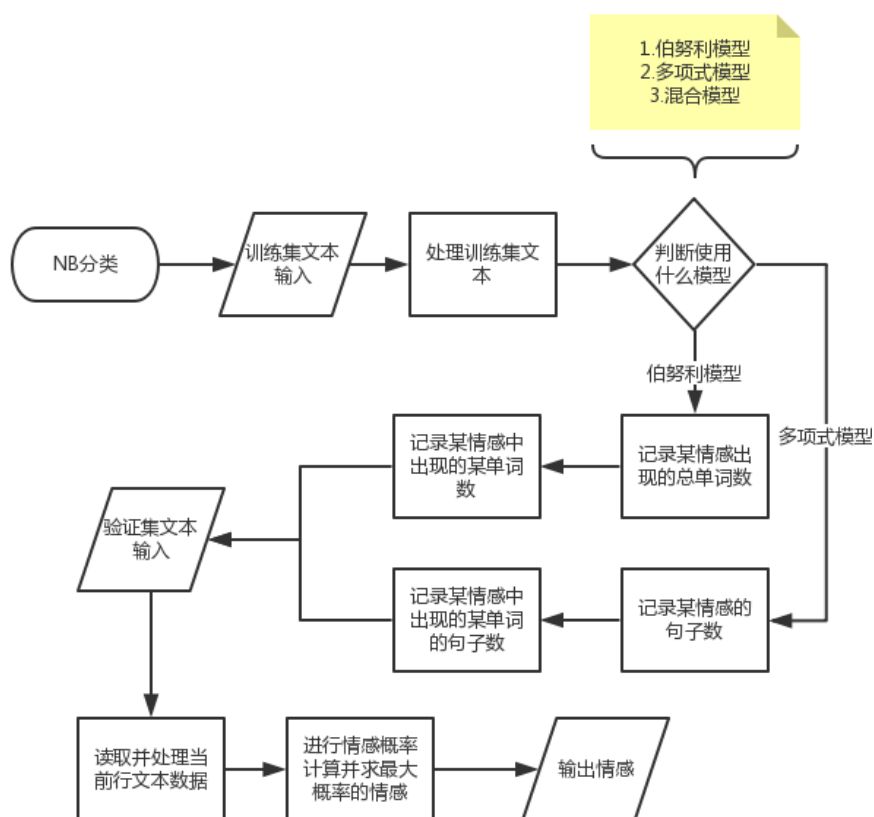 1.伯努利模型
2.多项式模型
3.混合模型
NB分类
训练集文本
输入
处理训练集文
本
判断使用
什么模型
伯努利模型
多项式模型
记录某情感中
出现的某单词
数
记录某情感出
现的总单词数
验证集文本
输入
记录某情感中
出现的某单词
的句子数
记录某情感的
句子数
读取并处理当
前行文本数据
进行情感概率
计算并求最大
概率的情感
输出情感